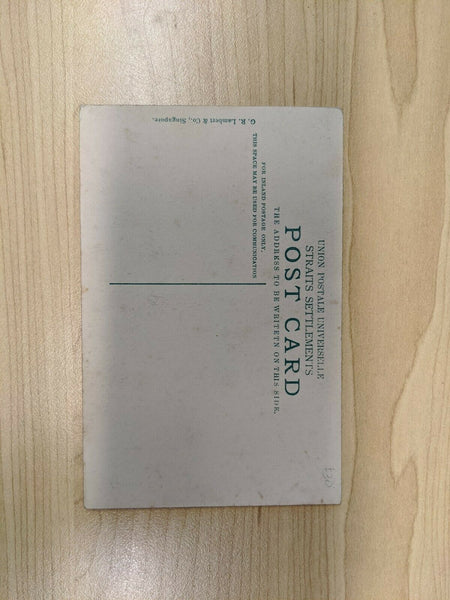 UNION POSTALE UNIVERSELLE
STRAITS SETTLEMENTS
POST CARD
THE ADDRESS TO BE WRITETN ON THIS SIDE.
FOR INLAND POSTAGE ONLY,
THIS SPACE MAY BE USED FOR COMMUNICATION
G. R. Lambert & Co., Singapore.